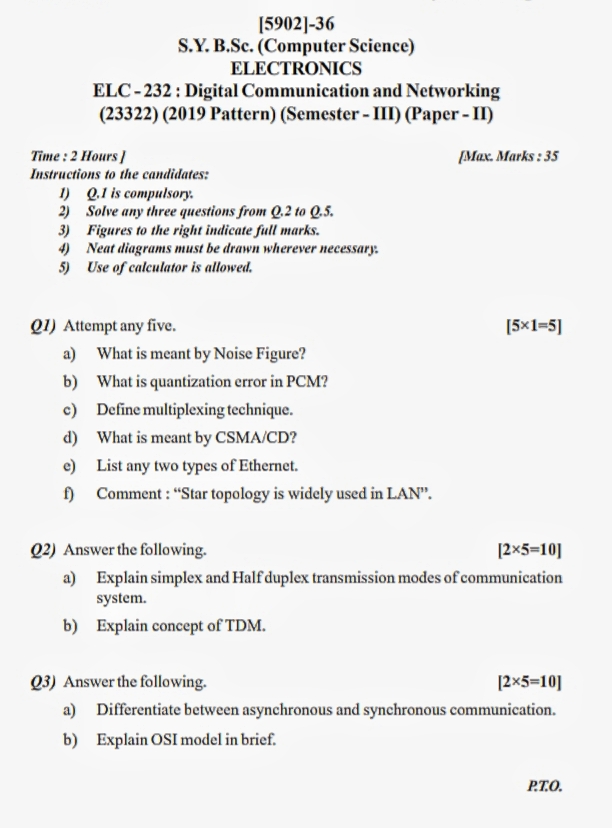 [5902]-36
S.Y. B.Sc. (Computer Science)
ELECTRONICS
ELC - 232 : Digital Communication and Networking
(23322) (2019 Pattern) (Semester - III) (Paper - II)
Time : 2 Hours ] [Max. Marks : 35
Instructions to the candidates:
1) Q.1 is compulsory.
2) Solve any three questions from Q.2 to Q.5.
3) Figures to the right indicate full marks.
4) Neat diagrams must be drawn wherever necessary.
5) Use of calculator is allowed.
Q1) Attempt any five. [5×1=5]
a) What is meant by Noise Figure?
b) What is quantization error in PCM?
c) Define multiplexing technique.
d) What is meant by CSMA/CD?
e) List any two types of Ethernet.
f) Comment : “Star topology is widely used in LAN”.
Q2) Answer the following. [2×5=10]
a) Explain simplex and Half duplex transmission modes of communication
system.
b) Explain concept of TDM.
Q3) Answer the following. [2×5=10]
a) Differentiate between asynchronous and synchronous communication.
b) Explain OSI model in brief.
P.T.O.